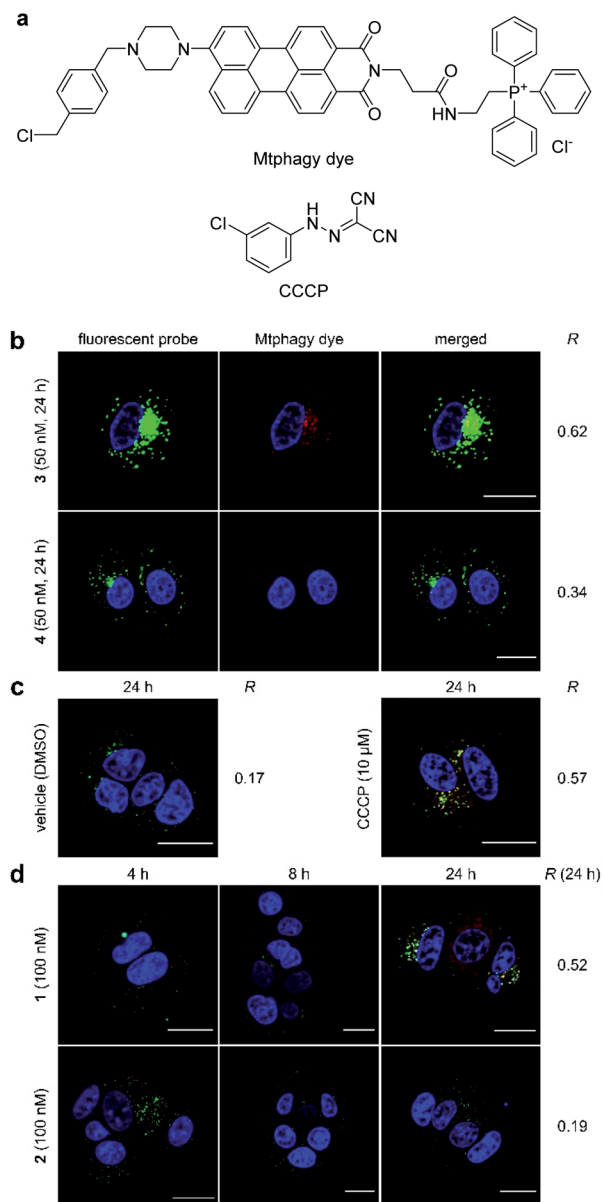 a
O
N
N
N
O
O
N
H
P+
Cl
Cl-
Mtphagy dye
Cl
H
N
N
CN
CN
CCCP
b
fluorescent probe Mtphagy dye merged R
3 (50 nM, 24 h)
0.62
4 (50 nM, 24 h)
0.34
c
24 h R 24 h R
vehicle (DMSO)
0.17
CCCP (10 µM)
0.57
d
4 h 8 h 24 h R (24 h)
1 (100 nM)
0.52
2 (100 nM)
0.19